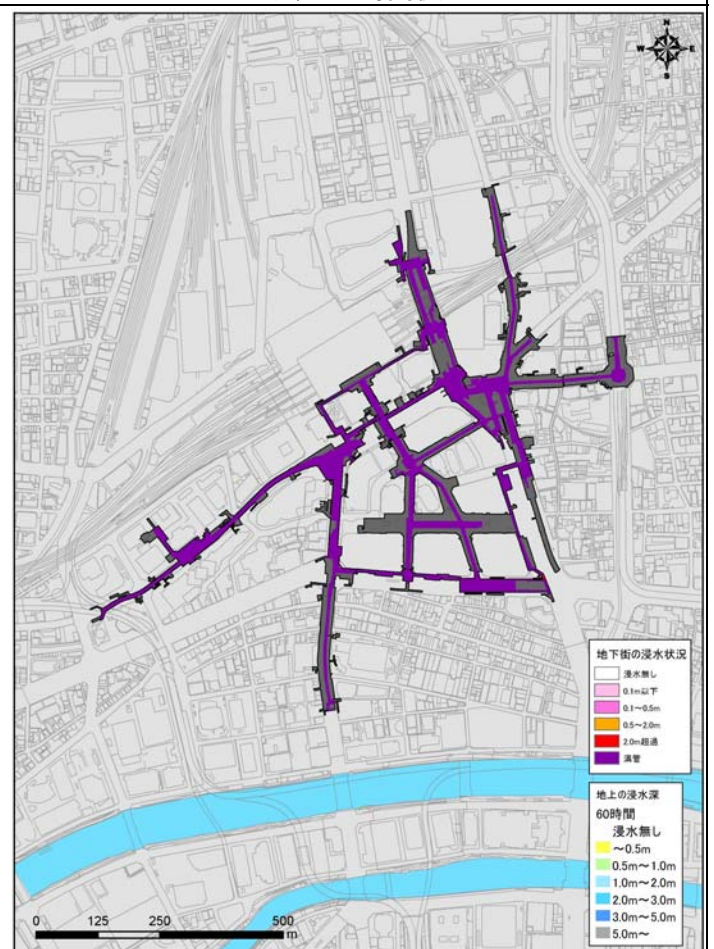 N
W E
S
地下街の浸水状況
浸水無し
0.1m以下
0.1～0.5m
0.5～2.0m
2.0m超過
満管
地上の浸水深
60時間
浸水無し
～0.5m
0.5m～1.0m
1.0m～2.0m
2.0m～3.0m
3.0m～5.0m
5.0m～
0 125 250 500
m